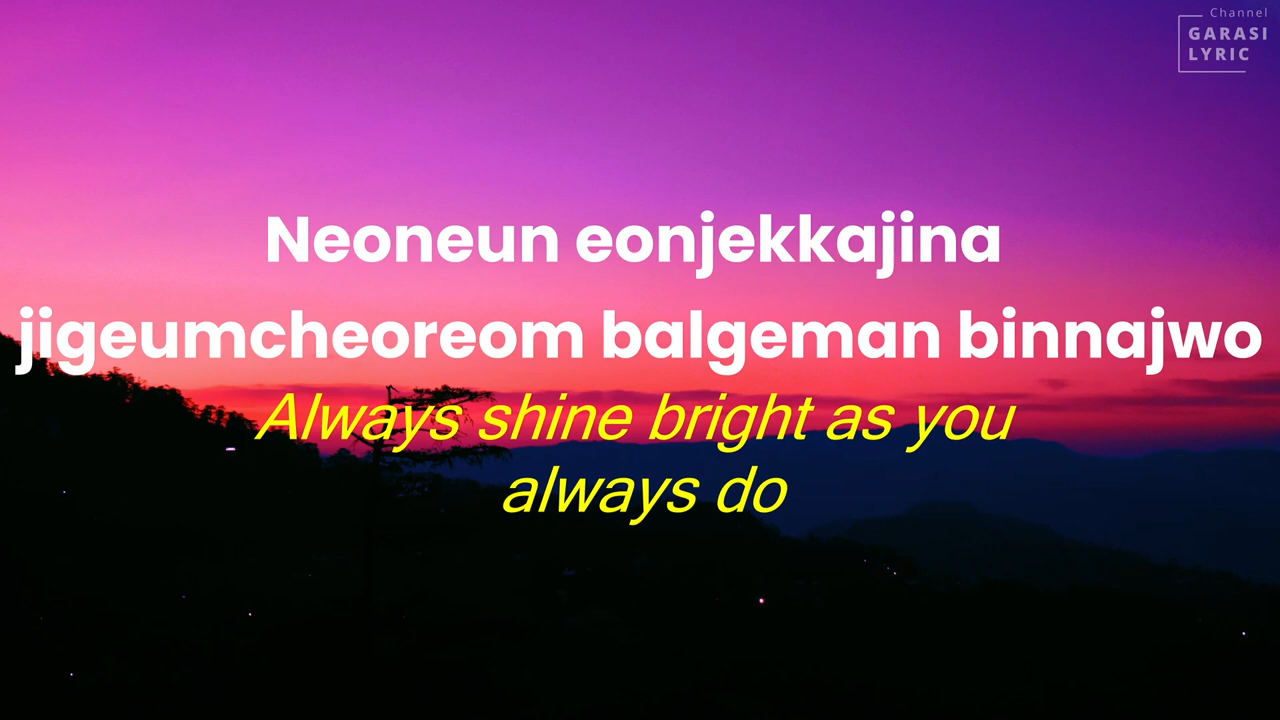 Channel
GARASI
LYRIC
Neoneun eonjekkajina
jigeumcheoreom balgeman binnajwo
Always shine bright as you
always do